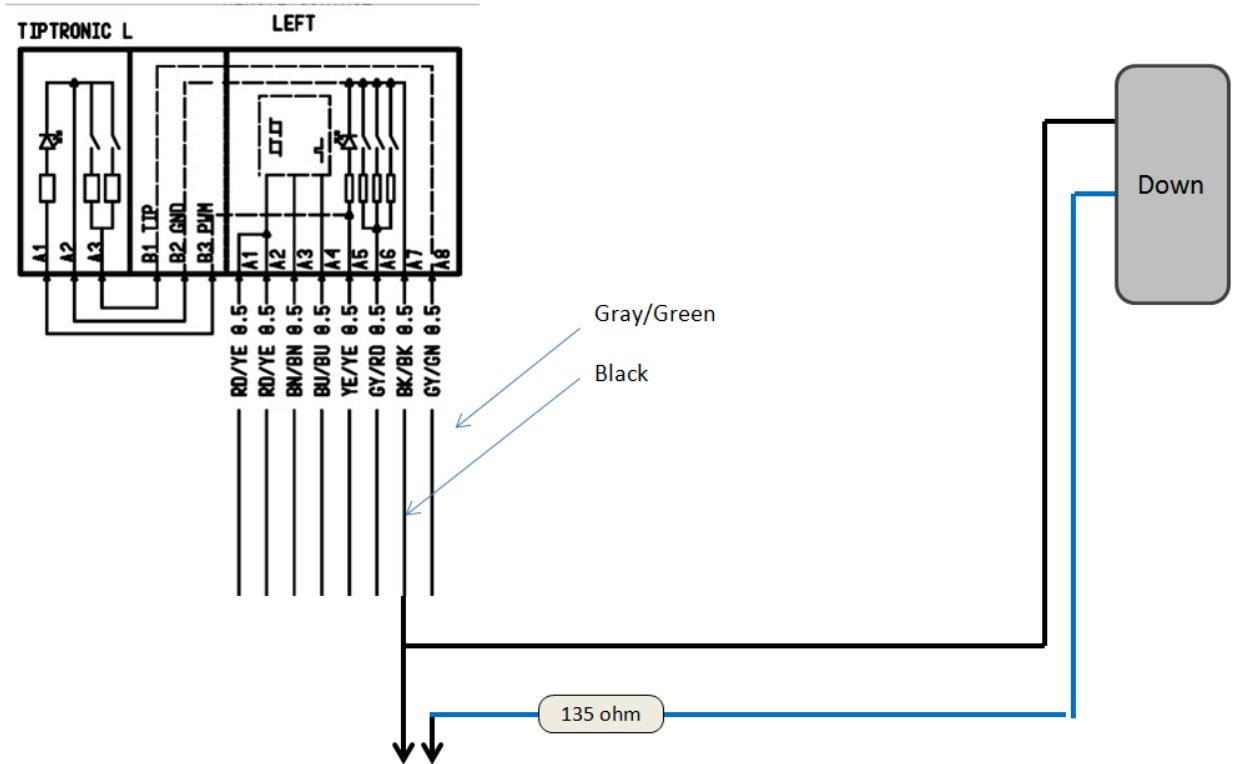 TIPTRONIC L
LEFT
A1
A2
A3
B1 TIP
B2 GND
B3 PWM
A1
A2
A3
A4
A5
A6
A7
A8
RD/YE 0.5
RD/YE 0.5
BN/BN 0.5
BU/BU 0.5
YE/YE 0.5
GY/RD 0.5
BK/BK 0.5
GY/GN 0.5
Down
Gray/Green
Black
135 ohm